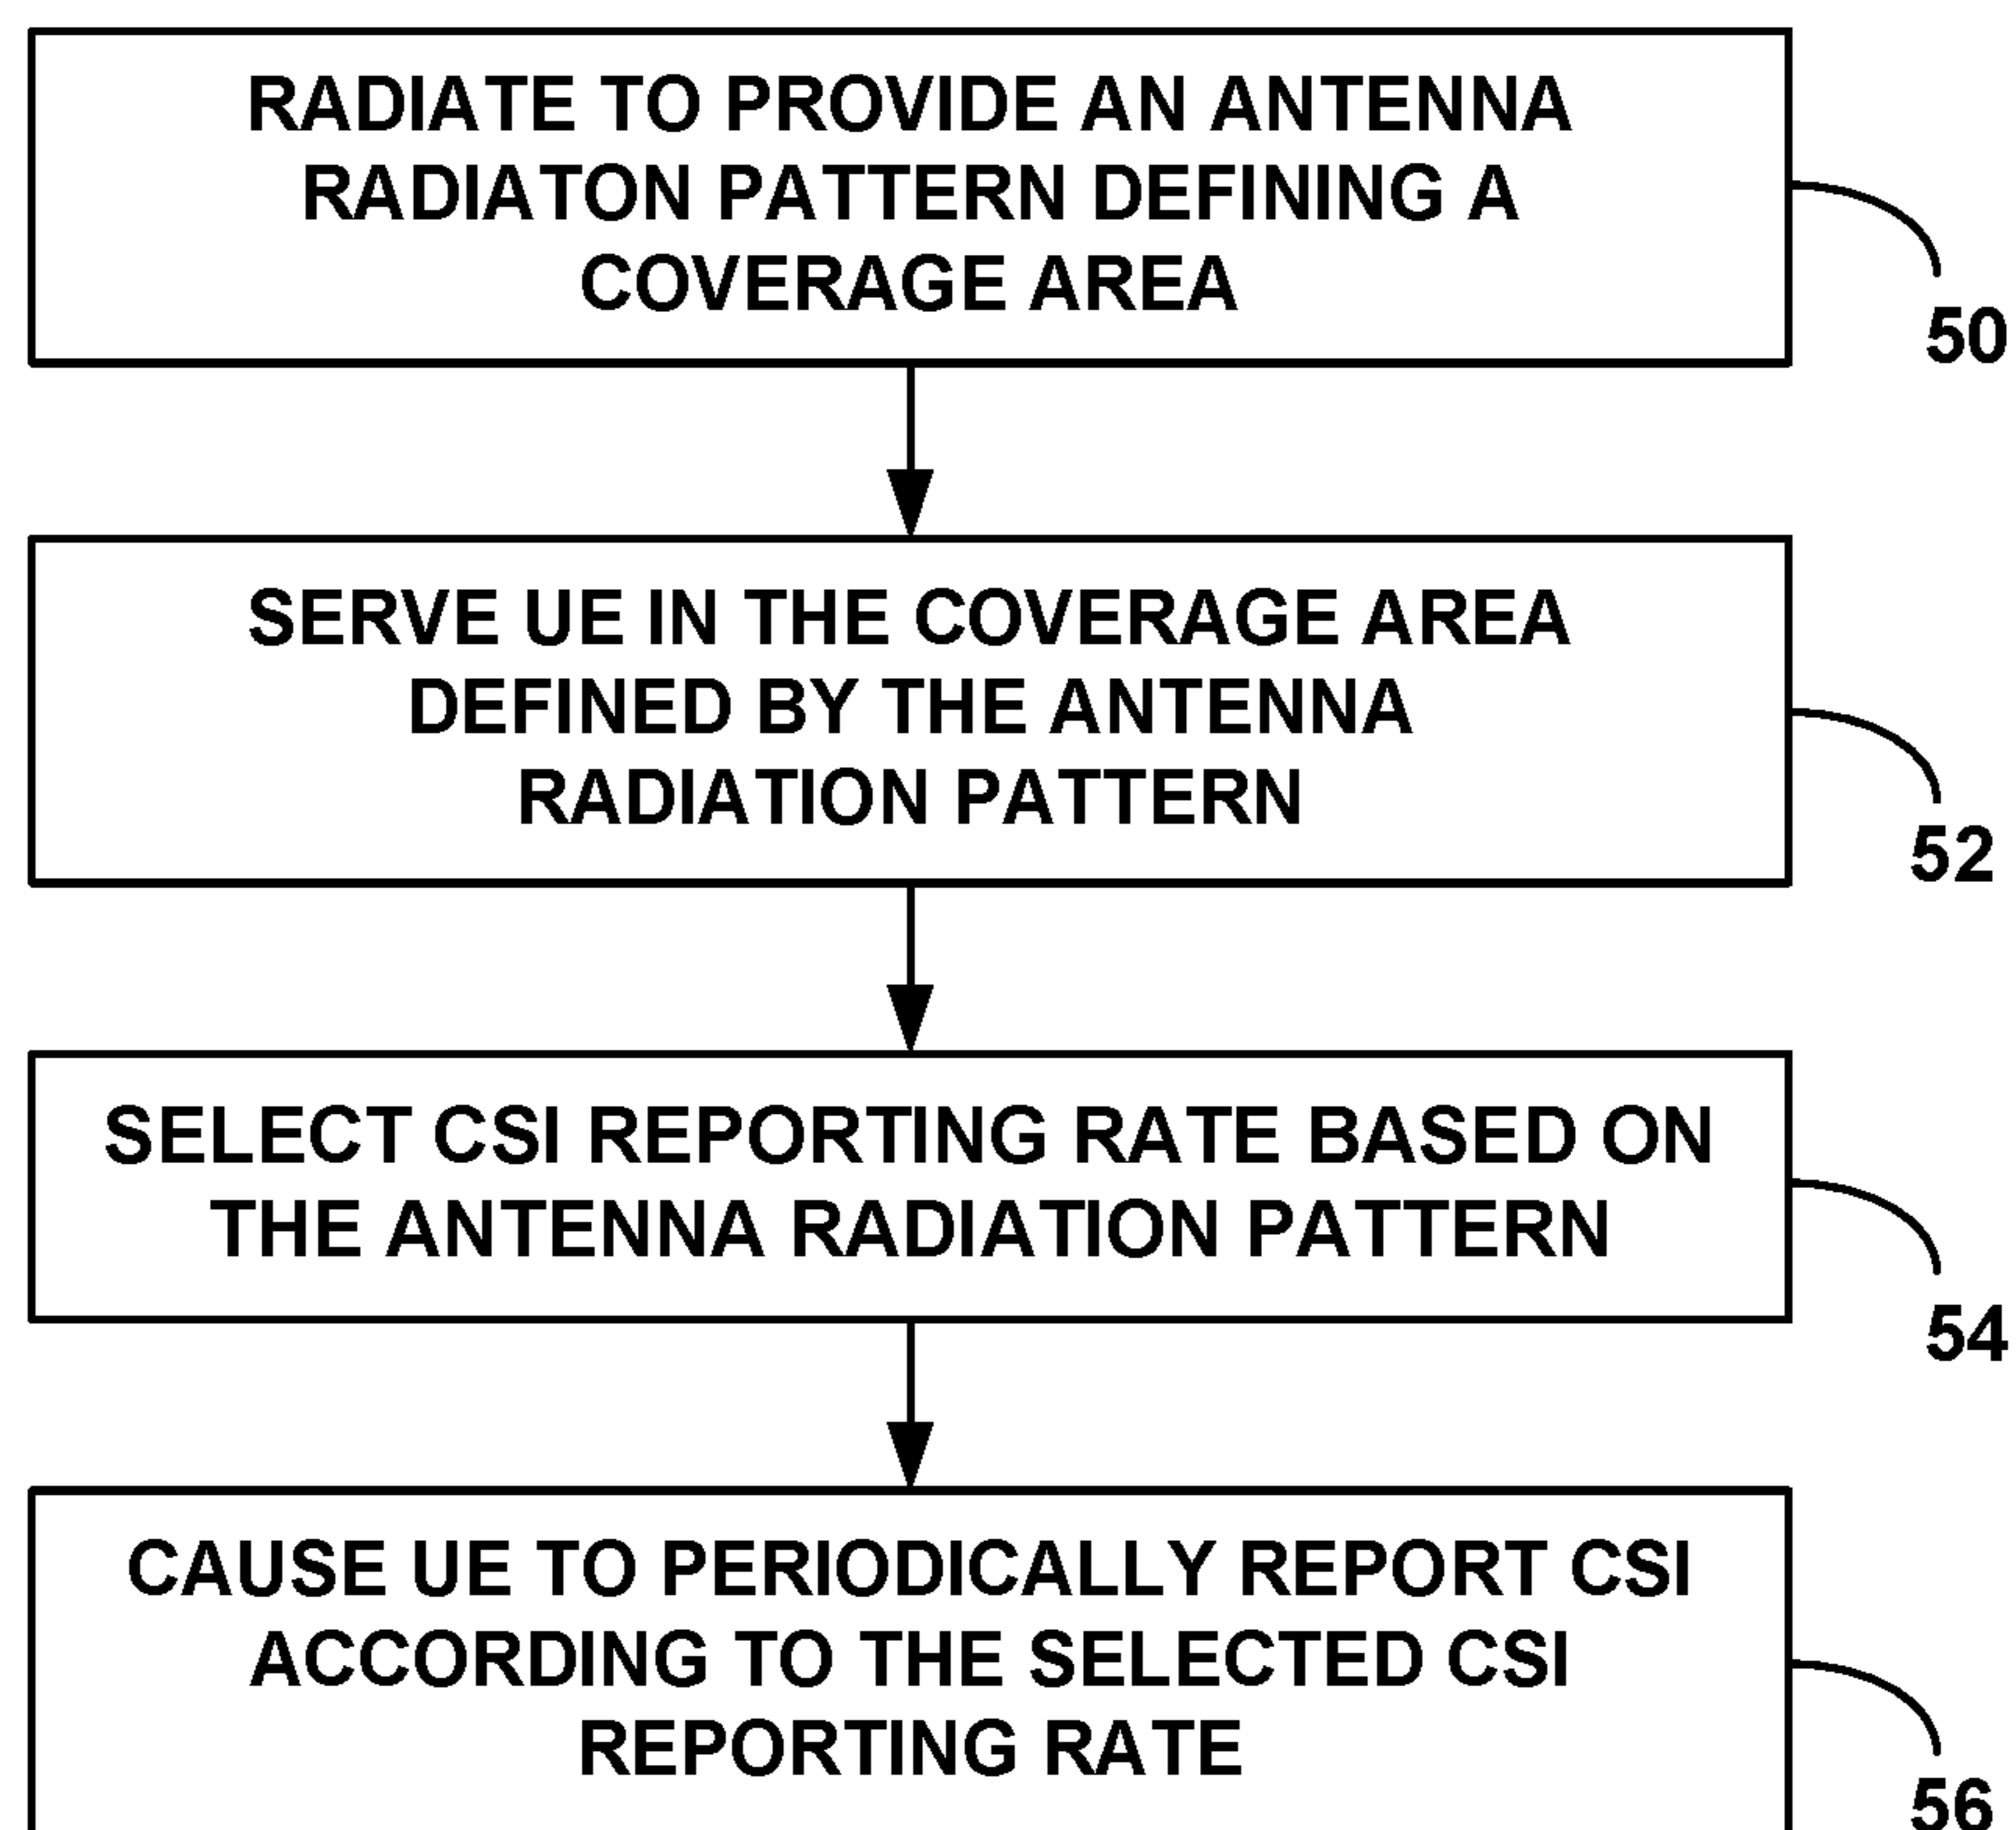 RADIATE TO PROVIDE AN ANTENNA
RADIATON PATTERN DEFINING A
COVERAGE AREA
50
SERVE UE IN THE COVERAGE AREA
DEFINED BY THE ANTENNA
RADIATION PATTERN
52
SELECT CSI REPORTING RATE BASED ON
THE ANTENNA RADIATION PATTERN
54
CAUSE UE TO PERIODICALLY REPORT CSI
ACCORDING TO THE SELECTED CSI
REPORTING RATE
56